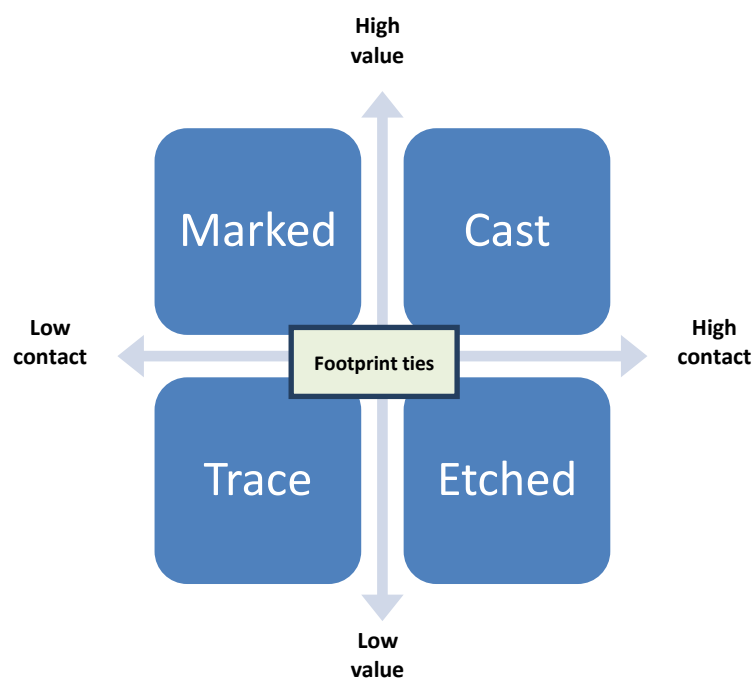 High
value
Marked
Cast
Low
contact
Footprint ties
High
contact
Trace
Etched
Low
value